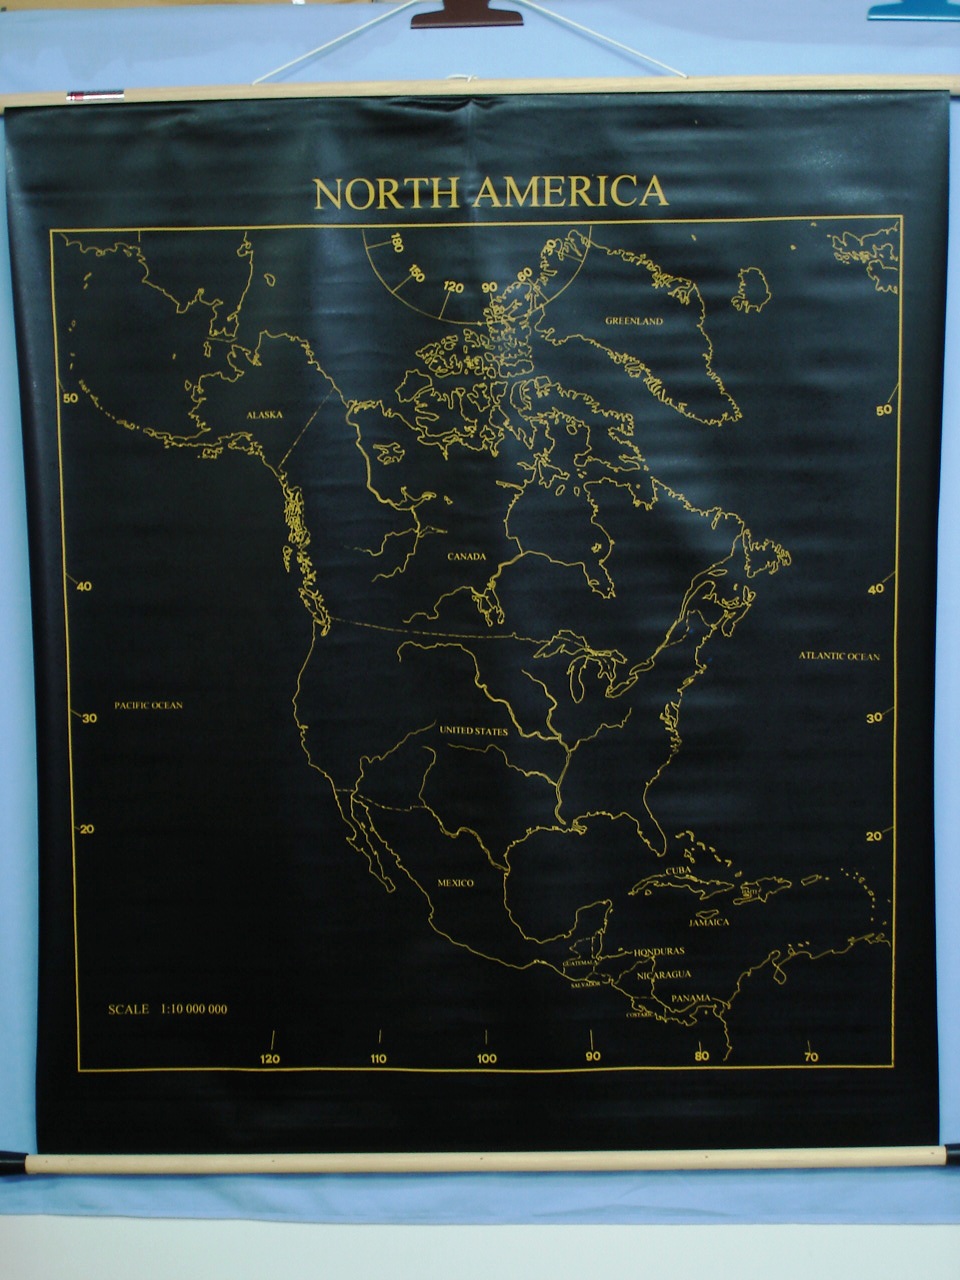 NORTH AMERICA
180
150
120
90
60
30
GREENLAND
50
50
ALASKA
CANADA
40
40
ATLANTIC OCEAN
PACIFIC OCEAN
30
30
UNITED STATES
20
20
CUBA
MEXICO
HAITI
JAMAICA
HONDURAS
GUATEMALA
NICARAGUA
SALVADOR
PANAMA
COSTARICA
SCALE 1:10 000 000
120
110
100
90
80
70